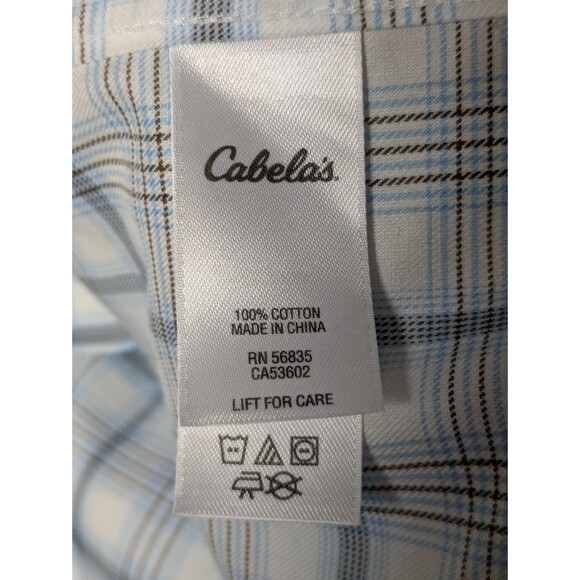 Cabela's.
100% COTTON
MADE IN CHINA
RN 56835
CA53602
LIFT FOR CARE